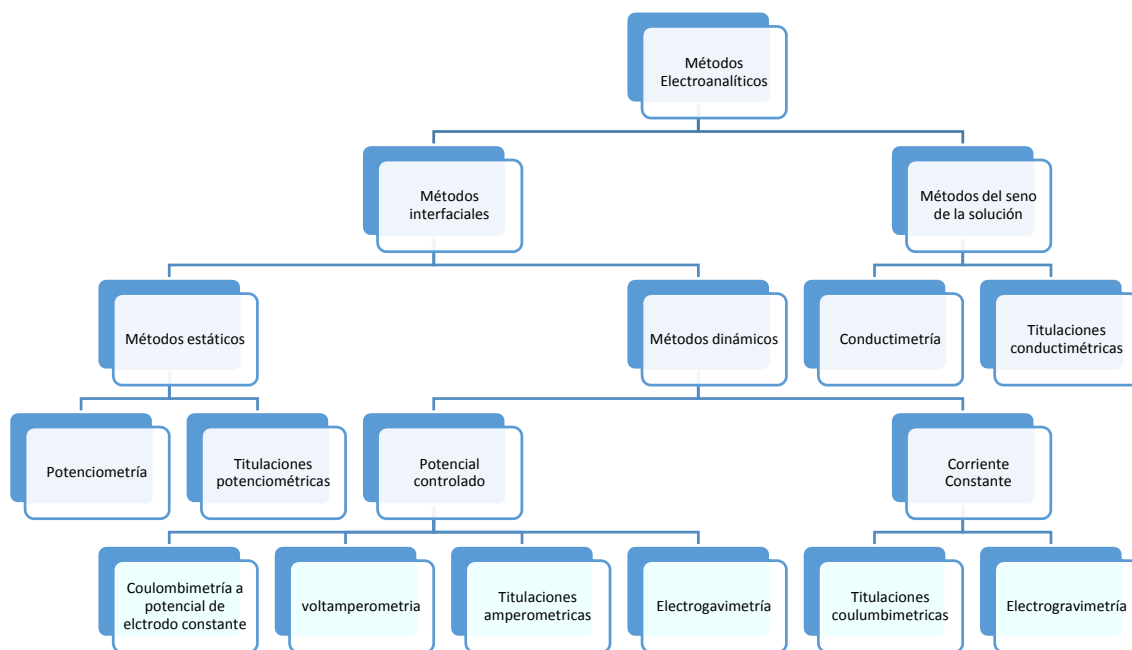 Métodos
Electroanalíticos
Métodos
interfaciales
Métodos del seno
de la solución
Métodos estáticos
Métodos dinámicos
Conductimetría
Titulaciones
conductimétricas
Potenciometría
Titulaciones
potenciométricas
Potencial
controlado
Corriente
Constante
Coulombimetría a
potencial de
elctrodo constante
voltamperometria
Titulaciones
amperometricas
Electrogavimetría
Titulaciones
coulumbimetricas
Electrogravimetría